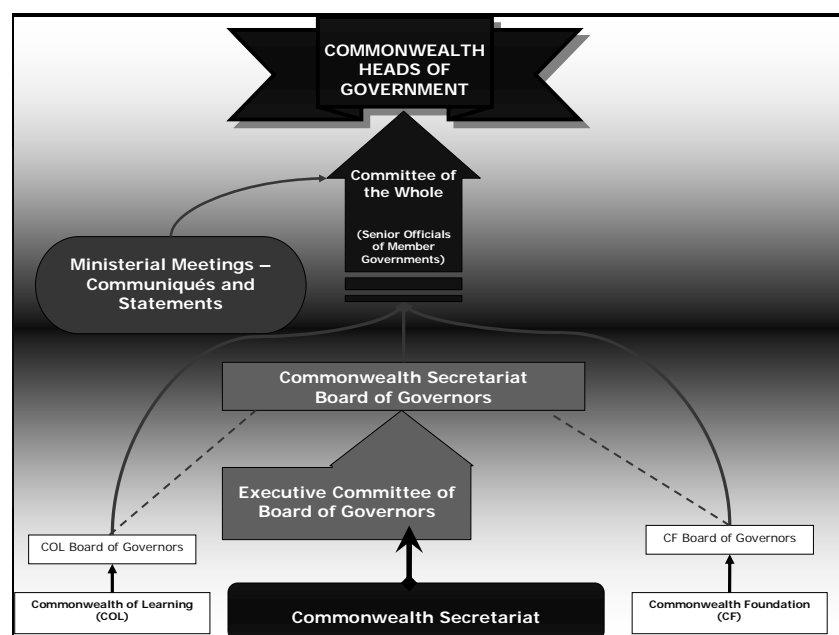 COMMONWEALTH
HEADS OF
GOVERNMENT
Committee of
the Whole
(Senior Officials
of Member
Governments)
Ministerial Meetings –
Communiqués and
Statements
Commonwealth Secretariat
Board of Governors
Executive Committee of
Board of Governors
COL Board of Governors
CF Board of Governors
Commonwealth of Learning
(COL)
Commonwealth Secretariat
Commonwealth Foundation
(CF)